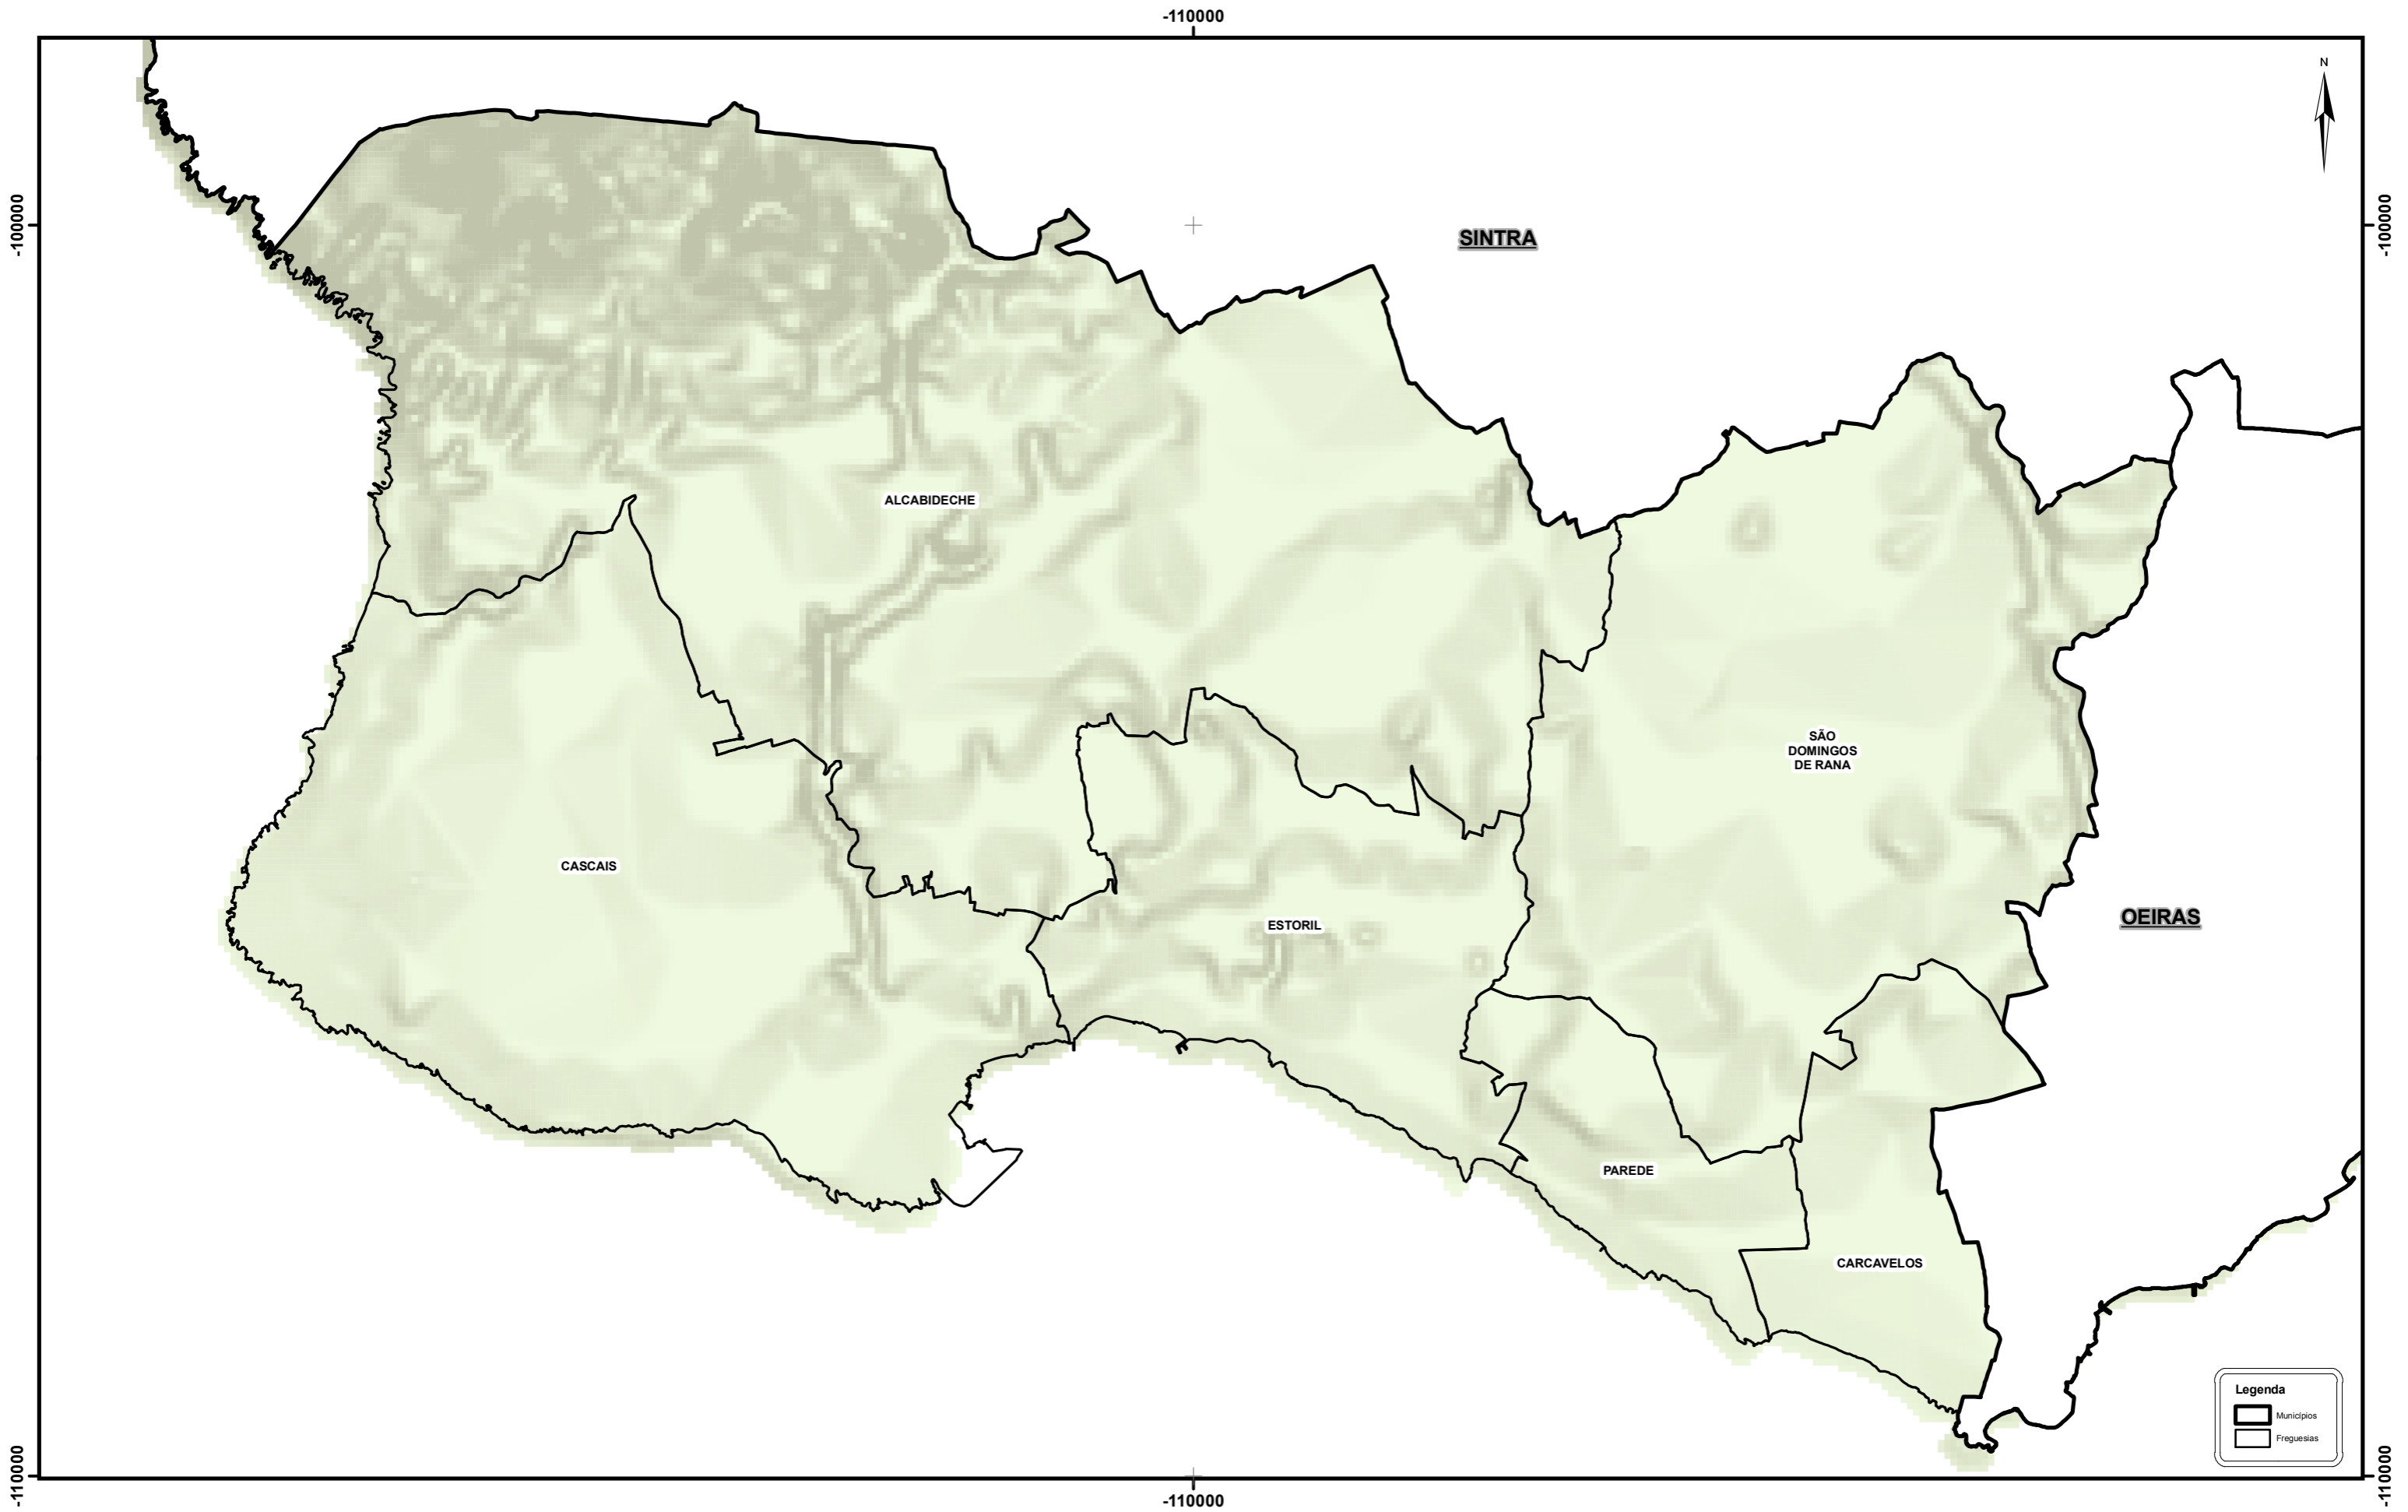 -110000
N
-100000
-100000
SINTRA
ALCABIDECHE
SÃO
DOMINGOS
DE RANA
CASCAIS
OEIRAS
ESTORIL
PAREDE
CARCAVELOS
Legenda
Municípios
Freguesias
-110000
-110000
-110000